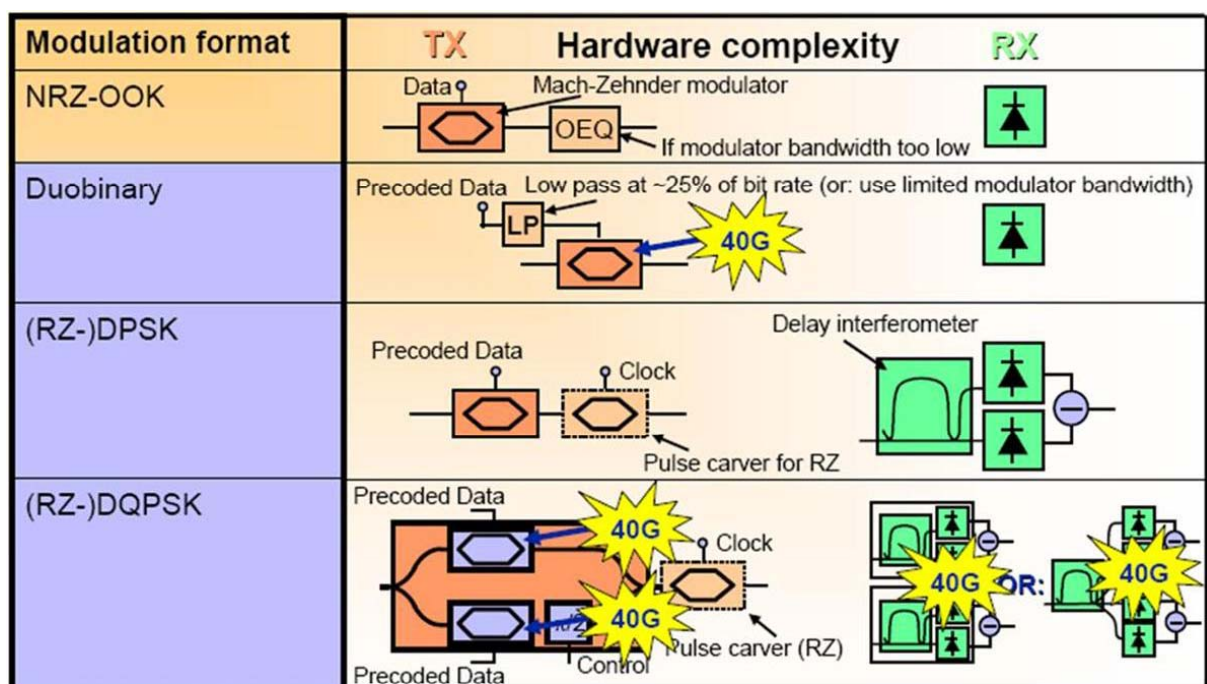 Modulation format
TX Hardware complexity RX
NRZ-OOK
Data
Mach-Zehnder modulator
OEQ
If modulator bandwidth too low
Duobinary
Precoded Data
Low pass at ~25% of bit rate (or: use limited modulator bandwidth)
LP
40G
(RZ-)DPSK
Precoded Data
Clock
Pulse carver for RZ
Delay interferometer
(RZ-)DQPSK
Precoded Data
40G
Clock
40G
Pulse carver (RZ)
Control
Precoded Data
40G
OR:
40G